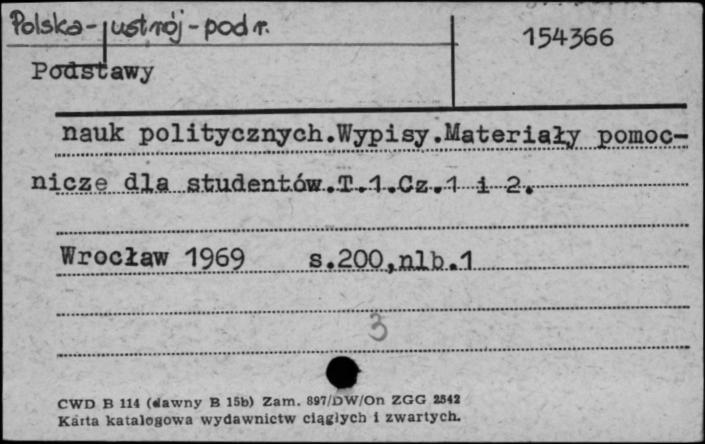 Polska - ustrój - podr.
154366
Podstawy
nauk politycznych.Wypisy.Materiały pomoc-
nicze dla studentów.T.1.Cz.1 i 2.
Wrocław 1969 s.200,nlb.1
3
CWD B 114 (dawny B 15b) Zam. 897/DW/On ZGG 2542
Karta katalogowa wydawnictw ciągłych i zwartych.